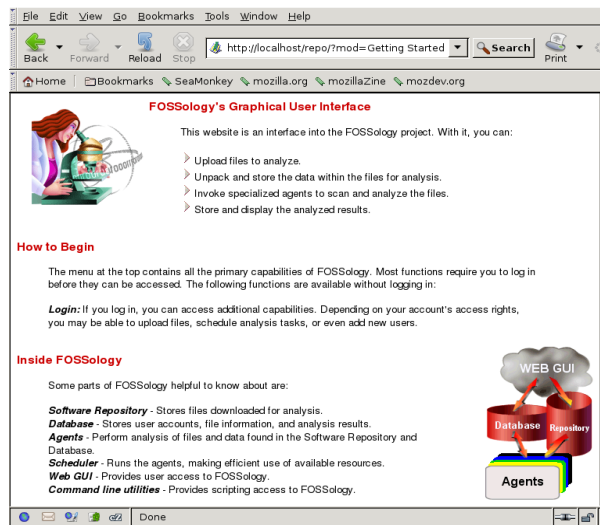 File Edit View Go Bookmarks Tools Window Help
Back Forward Reload Stop http://localhost/repo/?mod=Getting Started Search Print
Home Bookmarks SeaMonkey mozilla.org mozillaZine mozdev.org
FOSSology's Graphical User Interface
This website is an interface into the FOSSology project. With it, you can:
Upload files to analyze.
Unpack and store the data within the files for analysis.
Invoke specialized agents to scan and analyze the files.
Store and display the analyzed results.
How to Begin
The menu at the top contains all the primary capabilities of FOSSology. Most functions require you to log in
before they can be accessed. The following functions are available without logging in:
Login: If you log in, you can access additional capabilities. Depending on your account's access rights,
you may be able to upload files, schedule analysis tasks, or even add new users.
Inside FOSSology
Some parts of FOSSology helpful to know about are:
Software Repository - Stores files downloaded for analysis.
Database - Stores user accounts, file information, and analysis results.
Agents - Perform analysis of files and data found in the Software Repository and
Database.
Scheduler - Runs the agents, making efficient use of available resources.
Web GUI - Provides user access to FOSSology.
Command line utilities - Provides scripting access to FOSSology.
WEB GUI
Database
Repository
Agents
Done